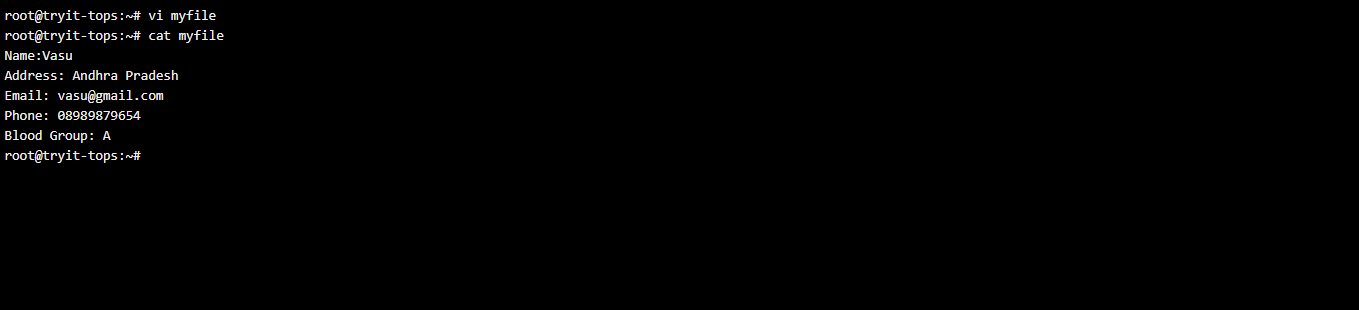 root@tryit-tops:~# vi myfile
root@tryit-tops:~# cat myfile
Name:Vasu
Address: Andhra Pradesh
Email: vasu@gmail.com
Phone: 08989879654
Blood Group: A
root@tryit-tops:~#